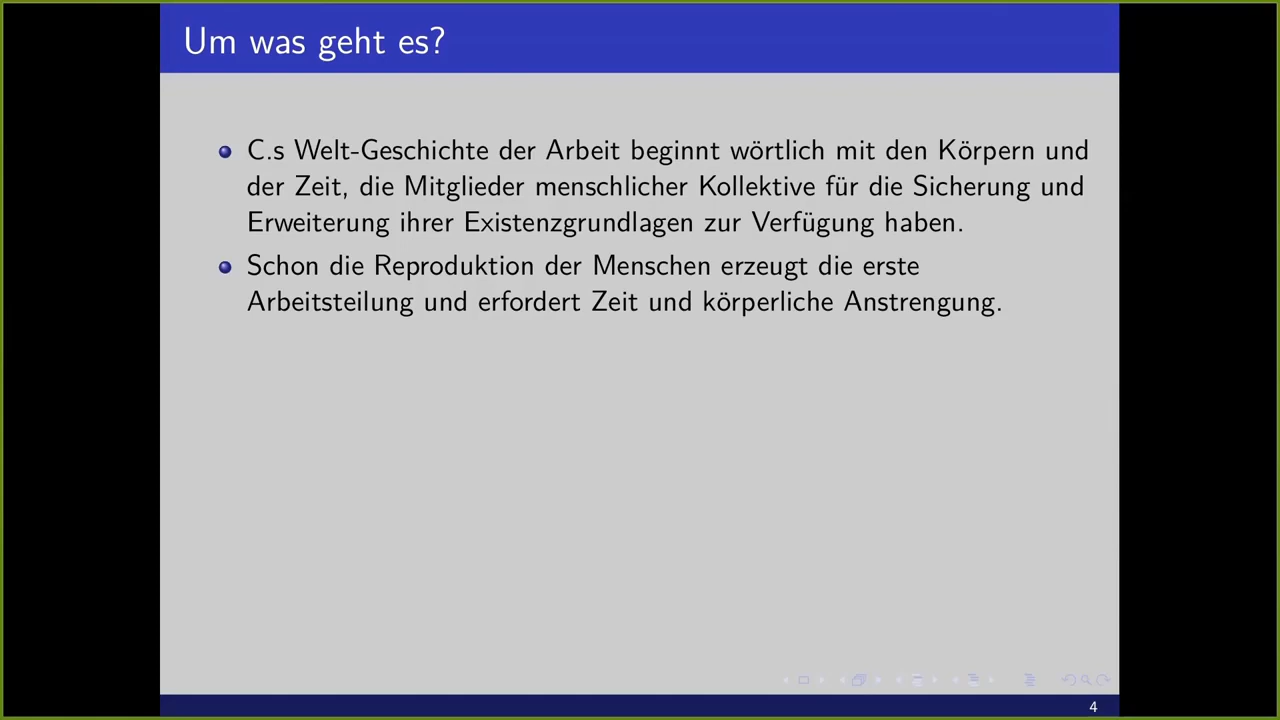 Um was geht es?
C.s Welt-Geschichte der Arbeit beginnt wörtlich mit den Körpern und
der Zeit, die Mitglieder menschlicher Kollektive für die Sicherung und
Erweiterung ihrer Existenzgrundlagen zur Verfügung haben.
Schon die Reproduktion der Menschen erzeugt die erste
Arbeitsteilung und erfordert Zeit und körperliche Anstrengung.
4